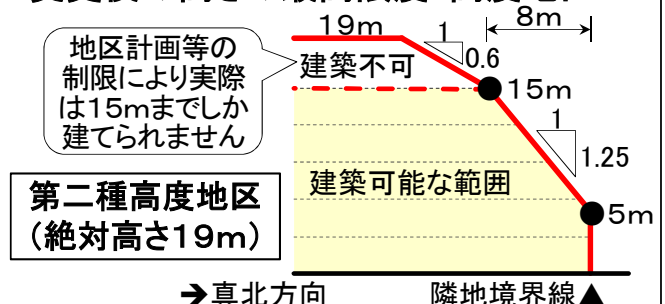 19m
8m
1
0.6
地区計画等の
制限により実際
は15mまでしか
建てられません
建築不可
15m
1
1.25
建築可能な範囲
第二種高度地区
(絶対高さ19m)
5m
➔真北方向
隣地境界線▲